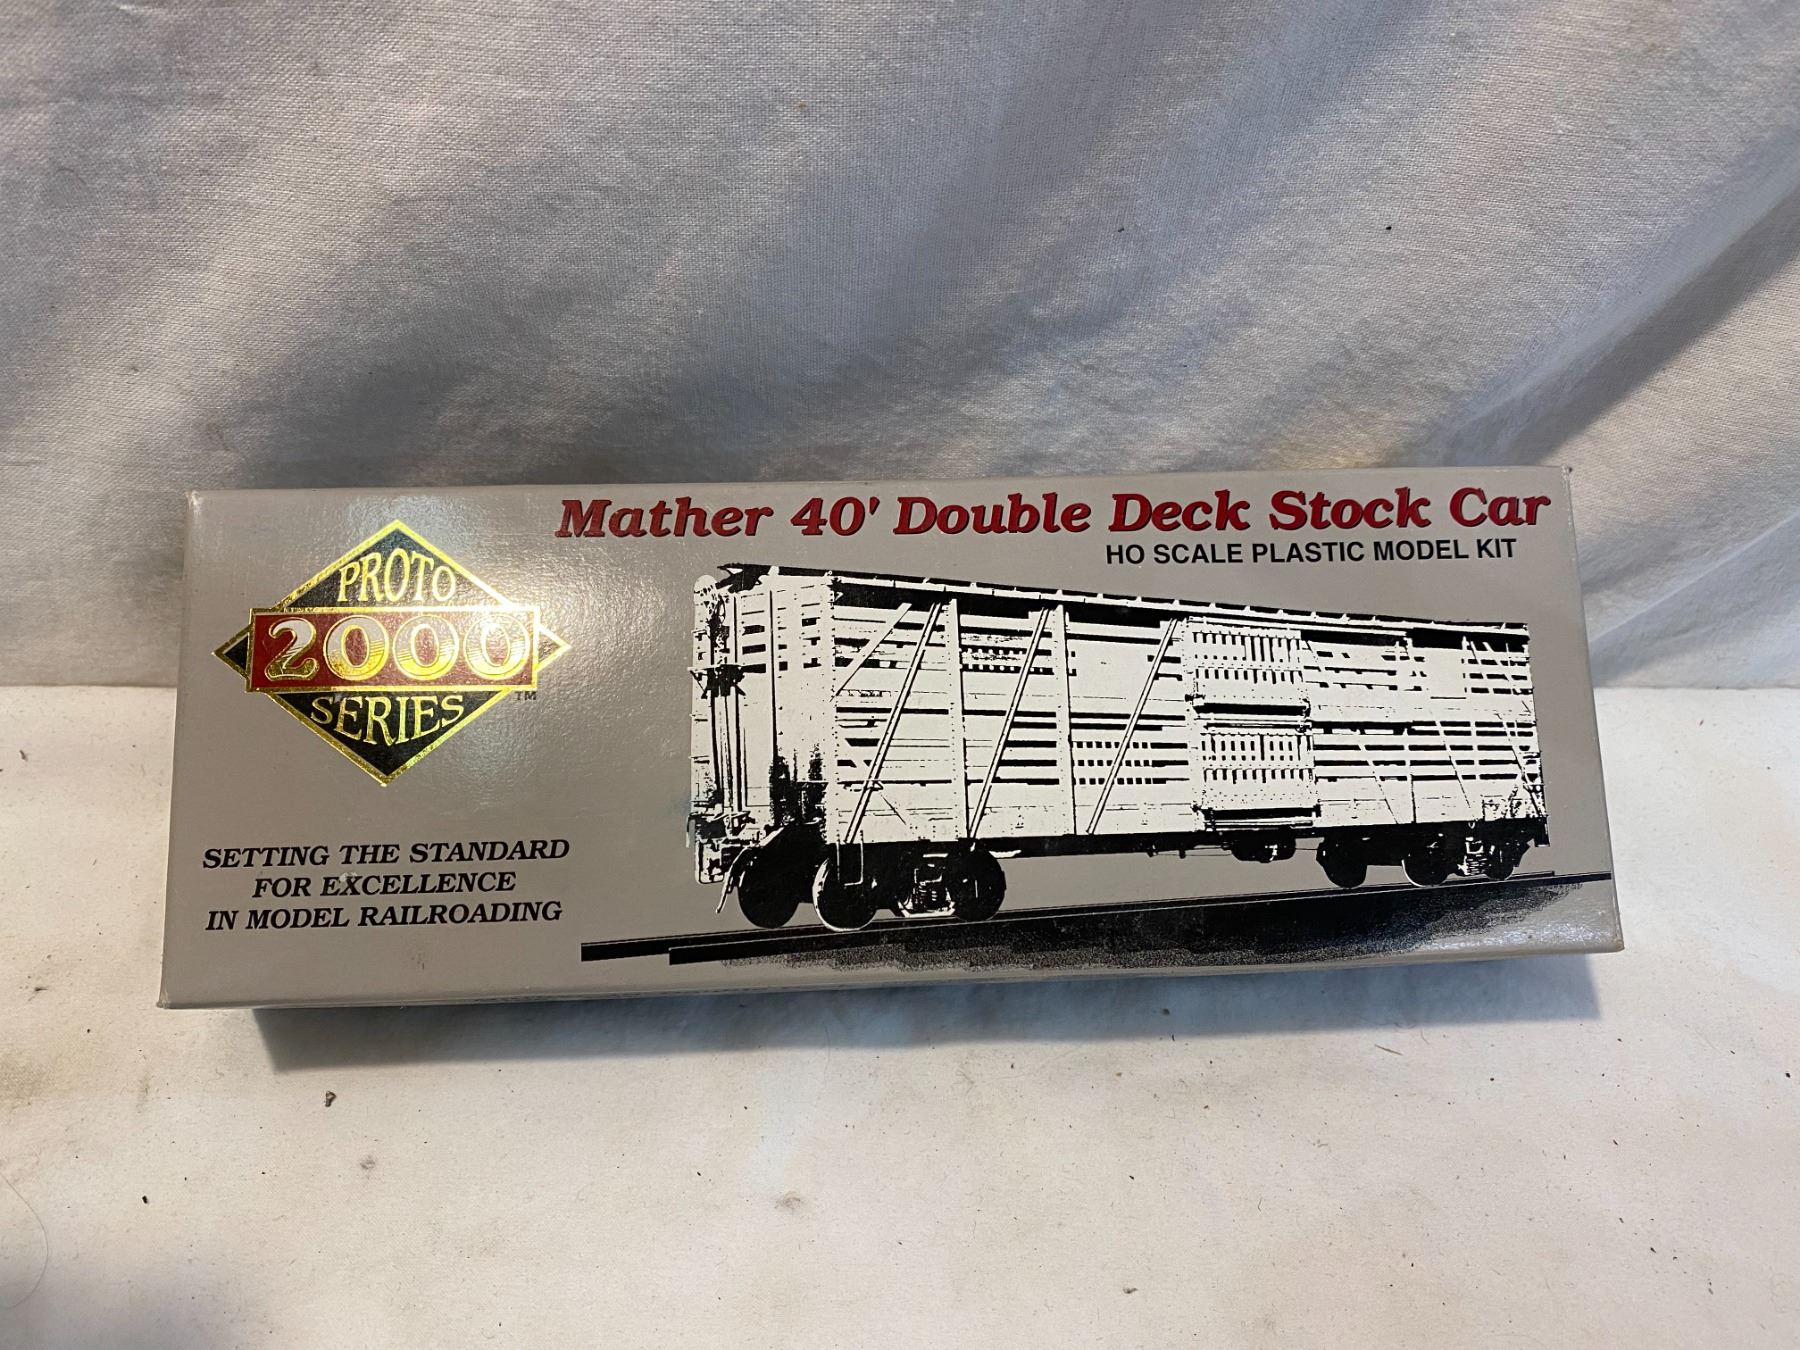 Mather 40' Double Deck Stock Car
HO SCALE PLASTIC MODEL KIT
PROTO
2000
SERIES
TM
SETTING THE STANDARD
FOR EXCELLENCE
IN MODEL RAILROADING